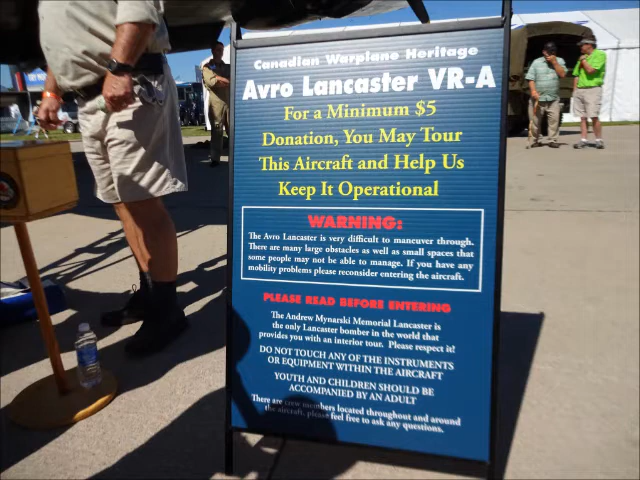 Canadian Warplane Heritage
Avro Lancaster VR-A
For a Minimum $5
Donation, You May Tour
This Aircraft and Help Us
Keep It Operational
WARNING:
The Avro Lancaster is very difficult to maneuver through.
There are many large obstacles as well as small spaces that
some people may not be able to manage. If you have any
mobility problems please reconsider entering the aircraft.
PLEASE READ BEFORE ENTERING
The Andrew Mynarski Memorial Lancaster is
the only Lancaster bomber in the world that
provides you with an interior tour. Please respect it!
DO NOT TOUCH ANY OF THE INSTRUMENTS
OR EQUIPMENT WITHIN THE AIRCRAFT
YOUTH AND CHILDREN SHOULD BE
ACCOMPANIED BY AN ADULT
There are crew members located throughout and around
the aircraft, please feel free to ask any questions.